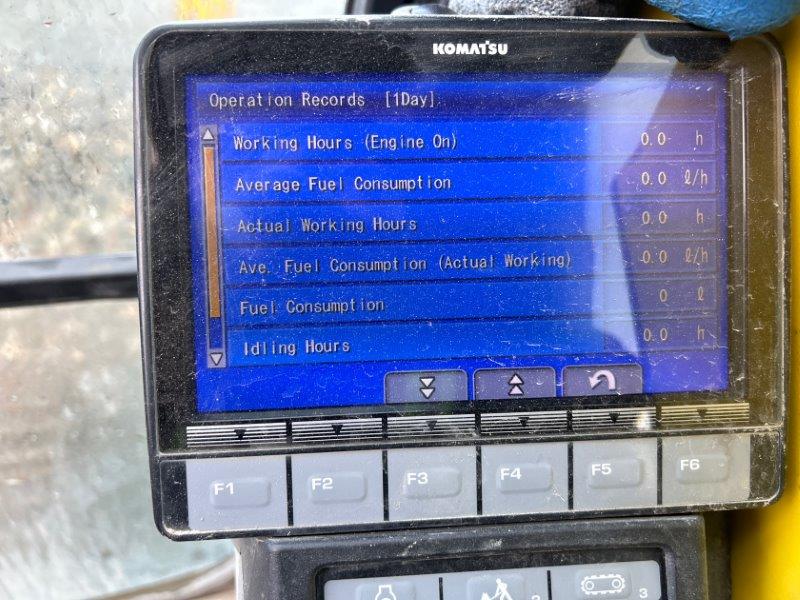 KOMATSU
Operation Records [1Day]
Working Hours (Engine On) 0.0 h
Average Fuel Consumption 0.0 ℓ/h
Actual Working Hours 0.0 h
Ave. Fuel Consumption (Actual Working) 0.0 ℓ/h
Fuel Consumption 0 ℓ
Idling Hours 0.0 h
F1 F2 F3 F4 F5 F6
2 3